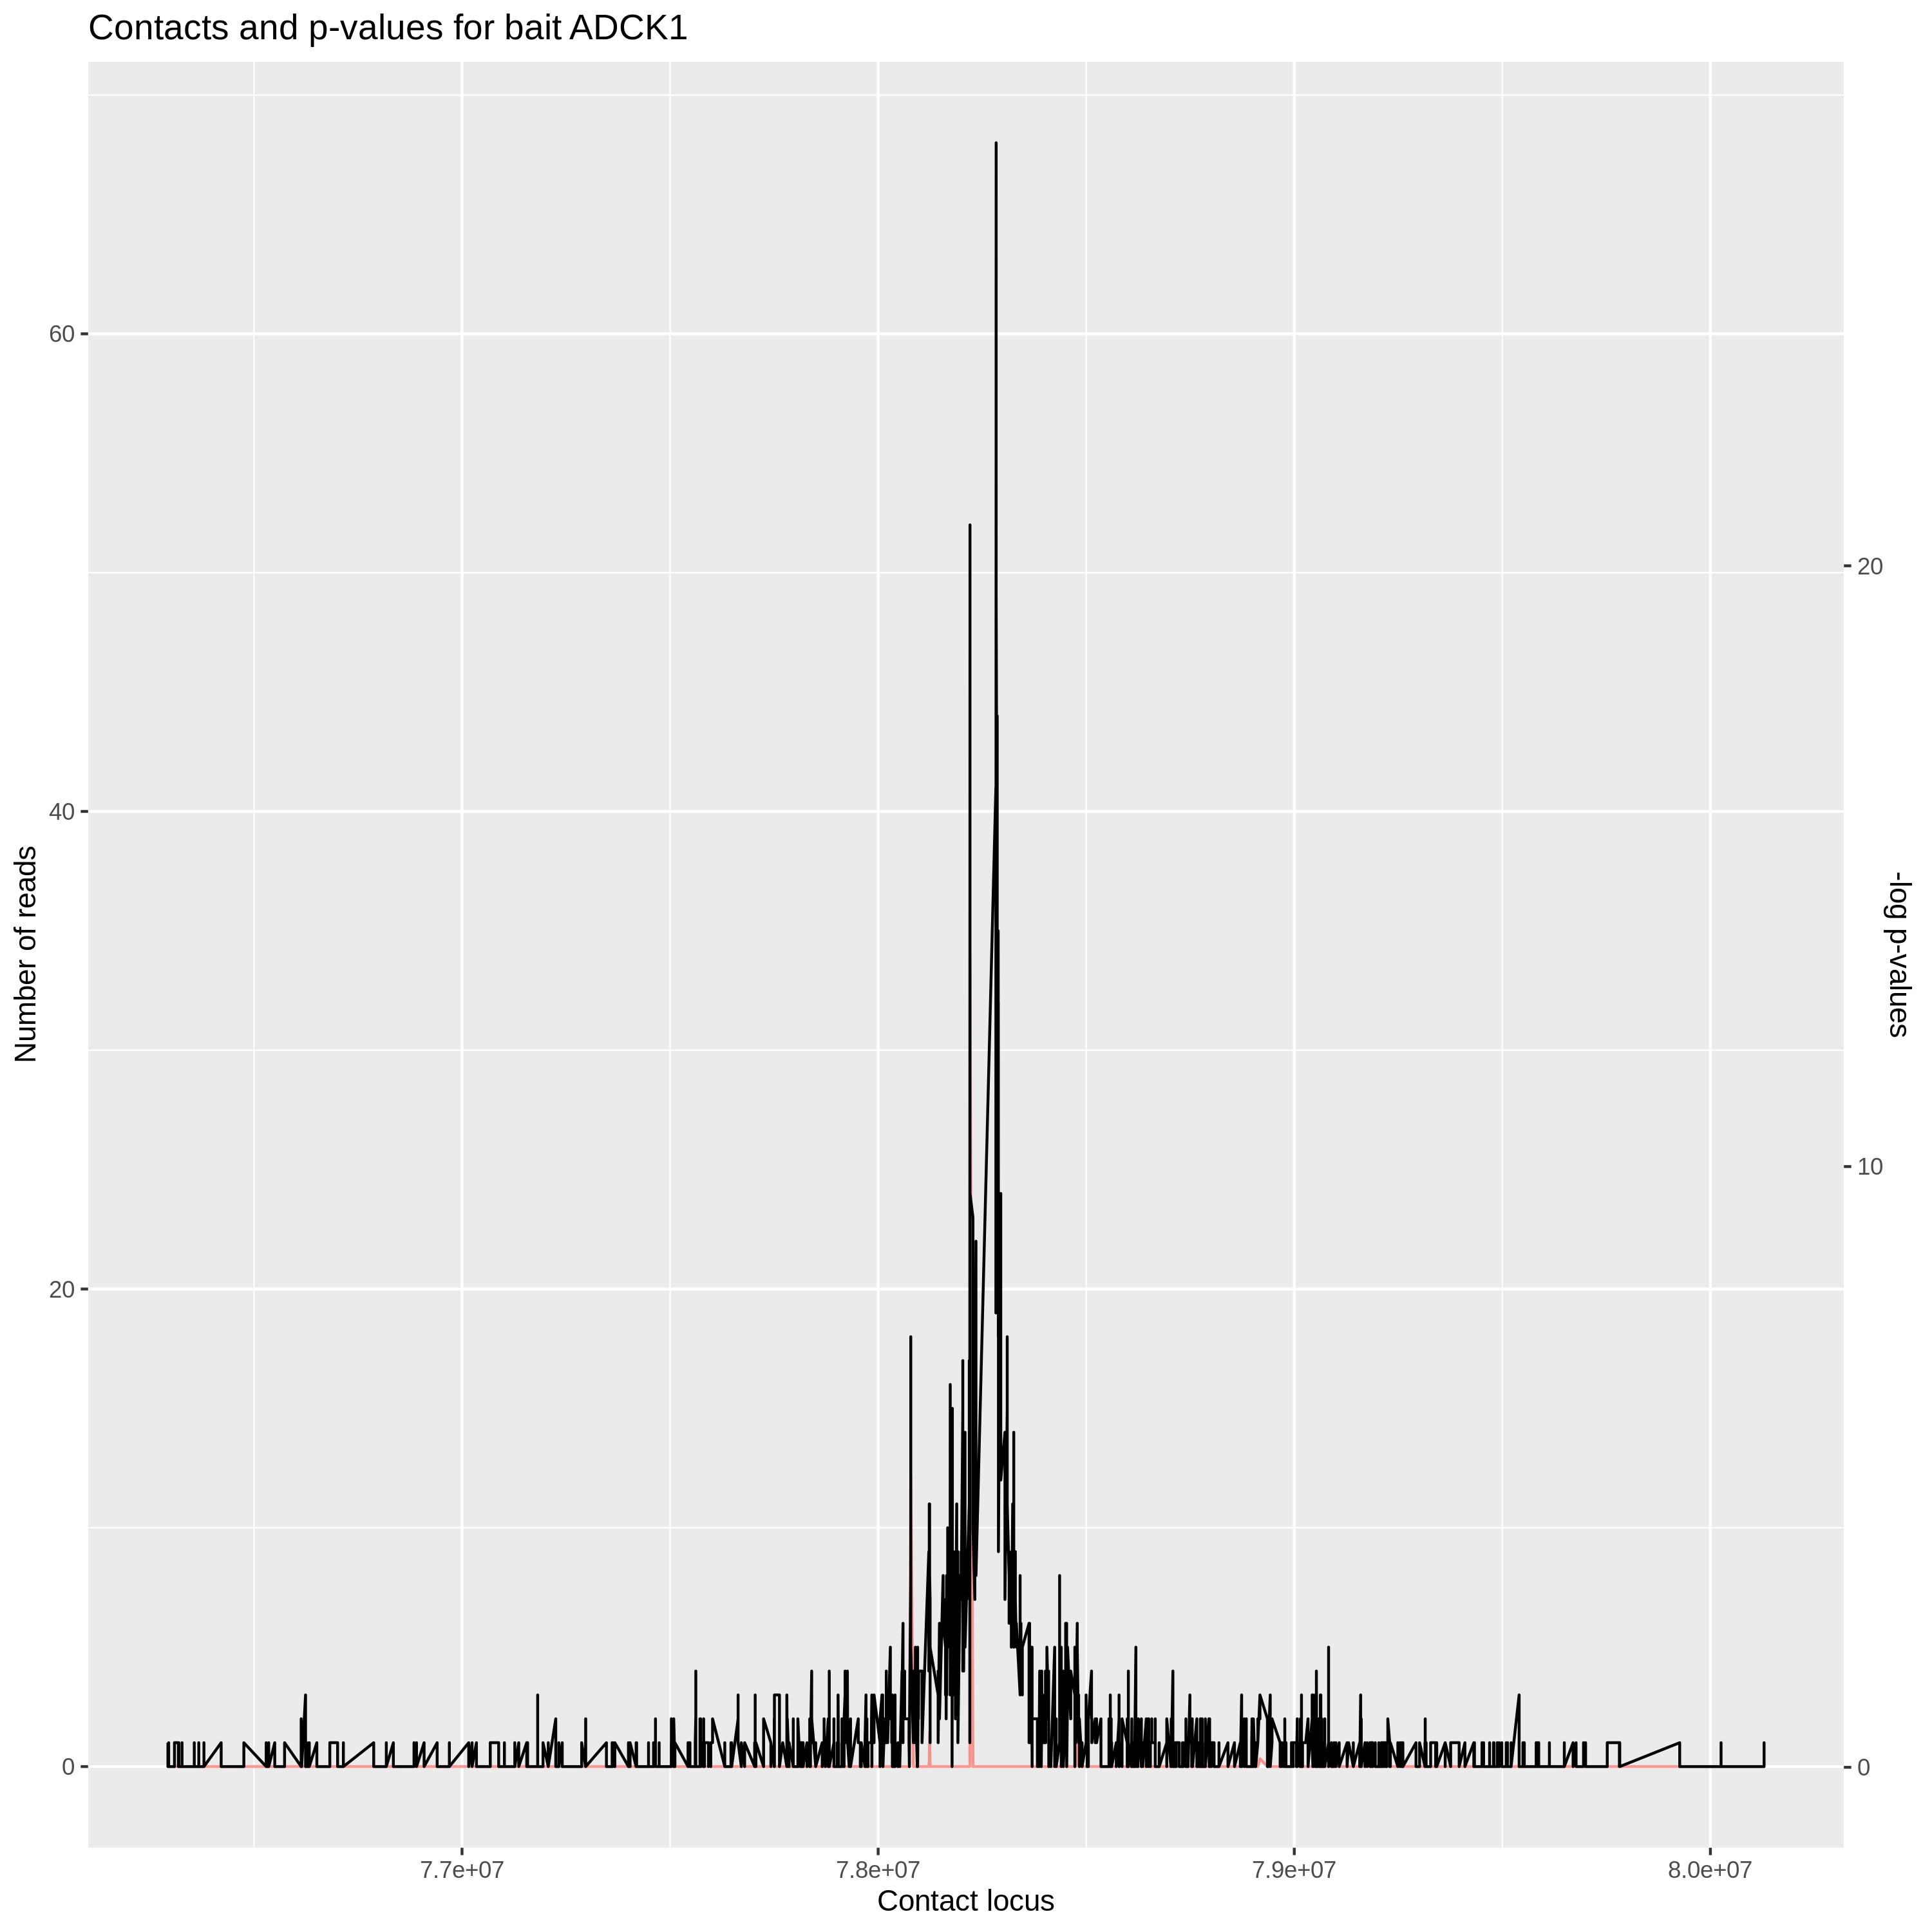 Contacts and p-values for bait ADCK1
Number of reads
60
40
20
0
-log p-values
20
10
0
7.7e+07
7.8e+07
7.9e+07
8.0e+07
Contact locus